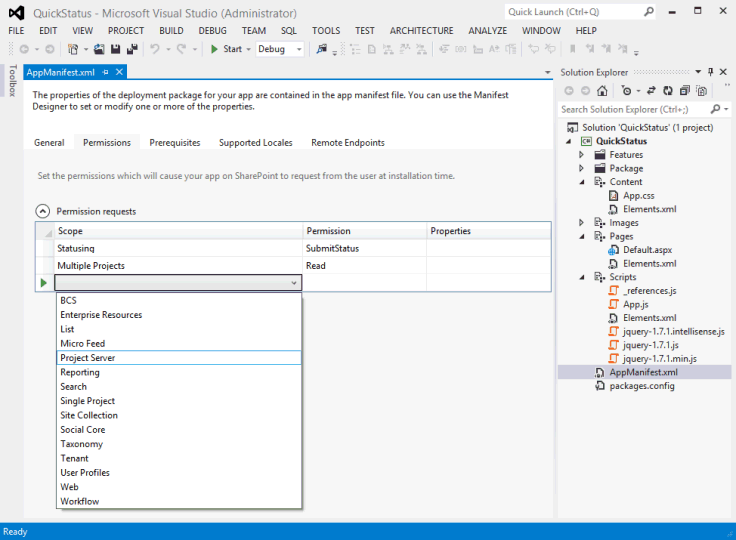 QuickStatus - Microsoft Visual Studio (Administrator)
Quick Launch (Ctrl+Q)
FILE EDIT VIEW PROJECT BUILD DEBUG TEAM SQL TOOLS TEST ARCHITECTURE ANALYZE WINDOW HELP
Start Debug
Toolbox
AppManifest.xml
The properties of the deployment package for your app are contained in the app manifest file. You can use the Manifest
Designer to set or modify one or more of the properties.
General Permissions Prerequisites Supported Locales Remote Endpoints
Set the permissions which will cause your app on SharePoint to request from the user at installation time.
Permission requests
Scope Permission Properties
Statusing SubmitStatus
Multiple Projects Read
BCS
Enterprise Resources
List
Micro Feed
Project Server
Reporting
Search
Single Project
Site Collection
Social Core
Taxonomy
Tenant
User Profiles
Web
Workflow
Solution Explorer
Search Solution Explorer (Ctrl+;)
Solution 'QuickStatus' (1 project)
QuickStatus
Features
Package
Content
App.css
Elements.xml
Images
Pages
Default.aspx
Elements.xml
Scripts
_references.js
App.js
Elements.xml
jquery-1.7.1.intellisense.js
jquery-1.7.1.js
jquery-1.7.1.min.js
AppManifest.xml
packages.config
Ready